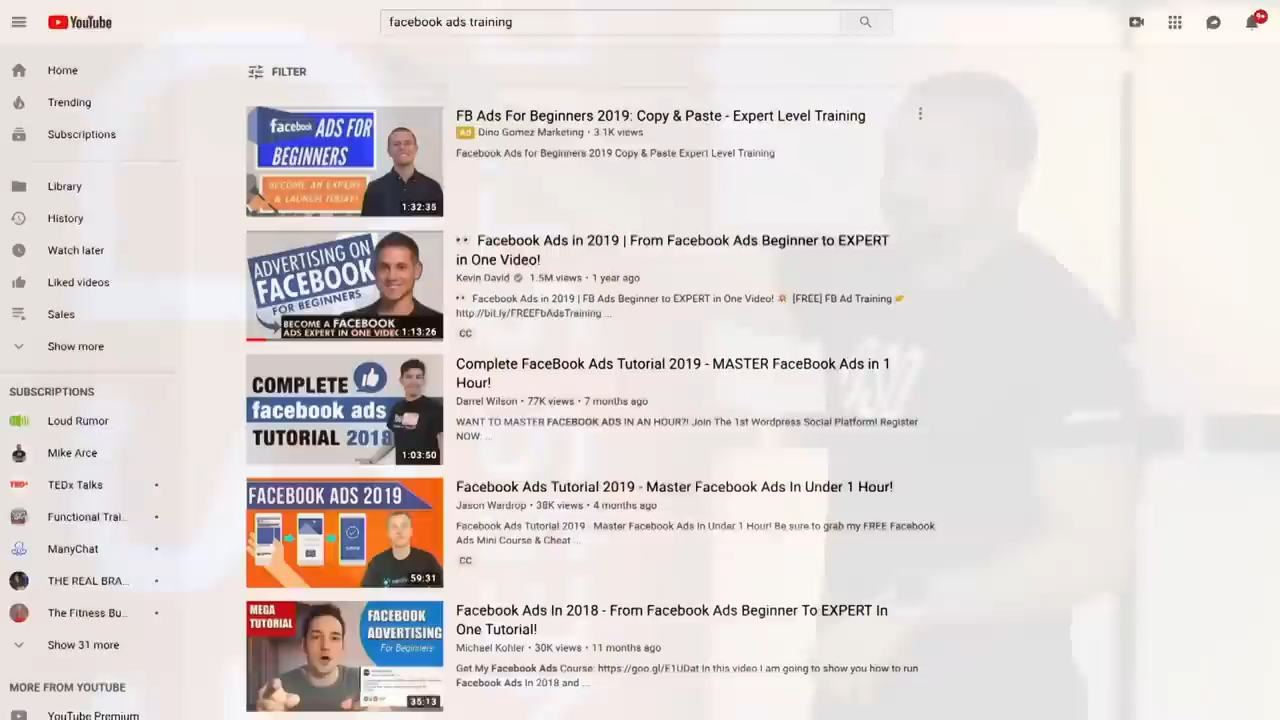 YouTube
facebook ads training
9+
Home
Trending
Subscriptions
Library
History
Watch later
Liked videos
Sales
Show more
SUBSCRIPTIONS
Loud Rumor
Mike Arce
TEDx Talks
Functional Trai...
ManyChat
THE REAL BRA...
The Fitness Bu...
Show 31 more
MORE FROM YOUTUBE
YouTube Premium
FILTER
facebook ADS FOR
BEGINNERS
BECOME AN EXPERT
& LAUNCH TODAY!
1:32:35
FB Ads For Beginners 2019: Copy & Paste - Expert Level Training
Ad Dino Gomez Marketing • 3.1K views
Facebook Ads for Beginners 2019 Copy & Paste Expert Level Training
ADVERTISING ON
FACEBOOK
FOR BEGINNERS
BECOME A FACEBOOK
ADS EXPERT IN ONE VIDEO
1:13:26
Facebook Ads in 2019 | From Facebook Ads Beginner to EXPERT
in One Video!
Kevin David 1.5M views • 1 year ago
Facebook Ads in 2019 | FB Ads Beginner to EXPERT in One Video! [FREE] FB Ad Training
http://bit.ly/FREEFbAdsTraining ...
CC
COMPLETE
facebook ads
TUTORIAL 2018
1:03:50
Complete FaceBook Ads Tutorial 2019 - MASTER FaceBook Ads in 1
Hour!
Darrel Wilson • 77K views • 7 months ago
WANT TO MASTER FACEBOOK ADS IN AN HOUR?! Join The 1st Wordpress Social Platform! Register
NOW: ...
FACEBOOK ADS 2019
59:31
Facebook Ads Tutorial 2019 - Master Facebook Ads In Under 1 Hour!
Jason Wardrop • 38K views • 4 months ago
Facebook Ads Tutorial 2019 - Master Facebook Ads In Under 1 Hour! Be sure to grab my FREE Facebook
Ads Mini Course & Cheat ...
CC
MEGA
TUTORIAL
FACEBOOK
ADVERTISING
For Beginners
35:13
Facebook Ads In 2018 - From Facebook Ads Beginner To EXPERT In
One Tutorial!
Michael Kohler • 30K views • 11 months ago
Get My Facebook Ads Course: https://goo.gl/E1UDat In this video I am going to show you how to run
Facebook Ads In 2018 and ...